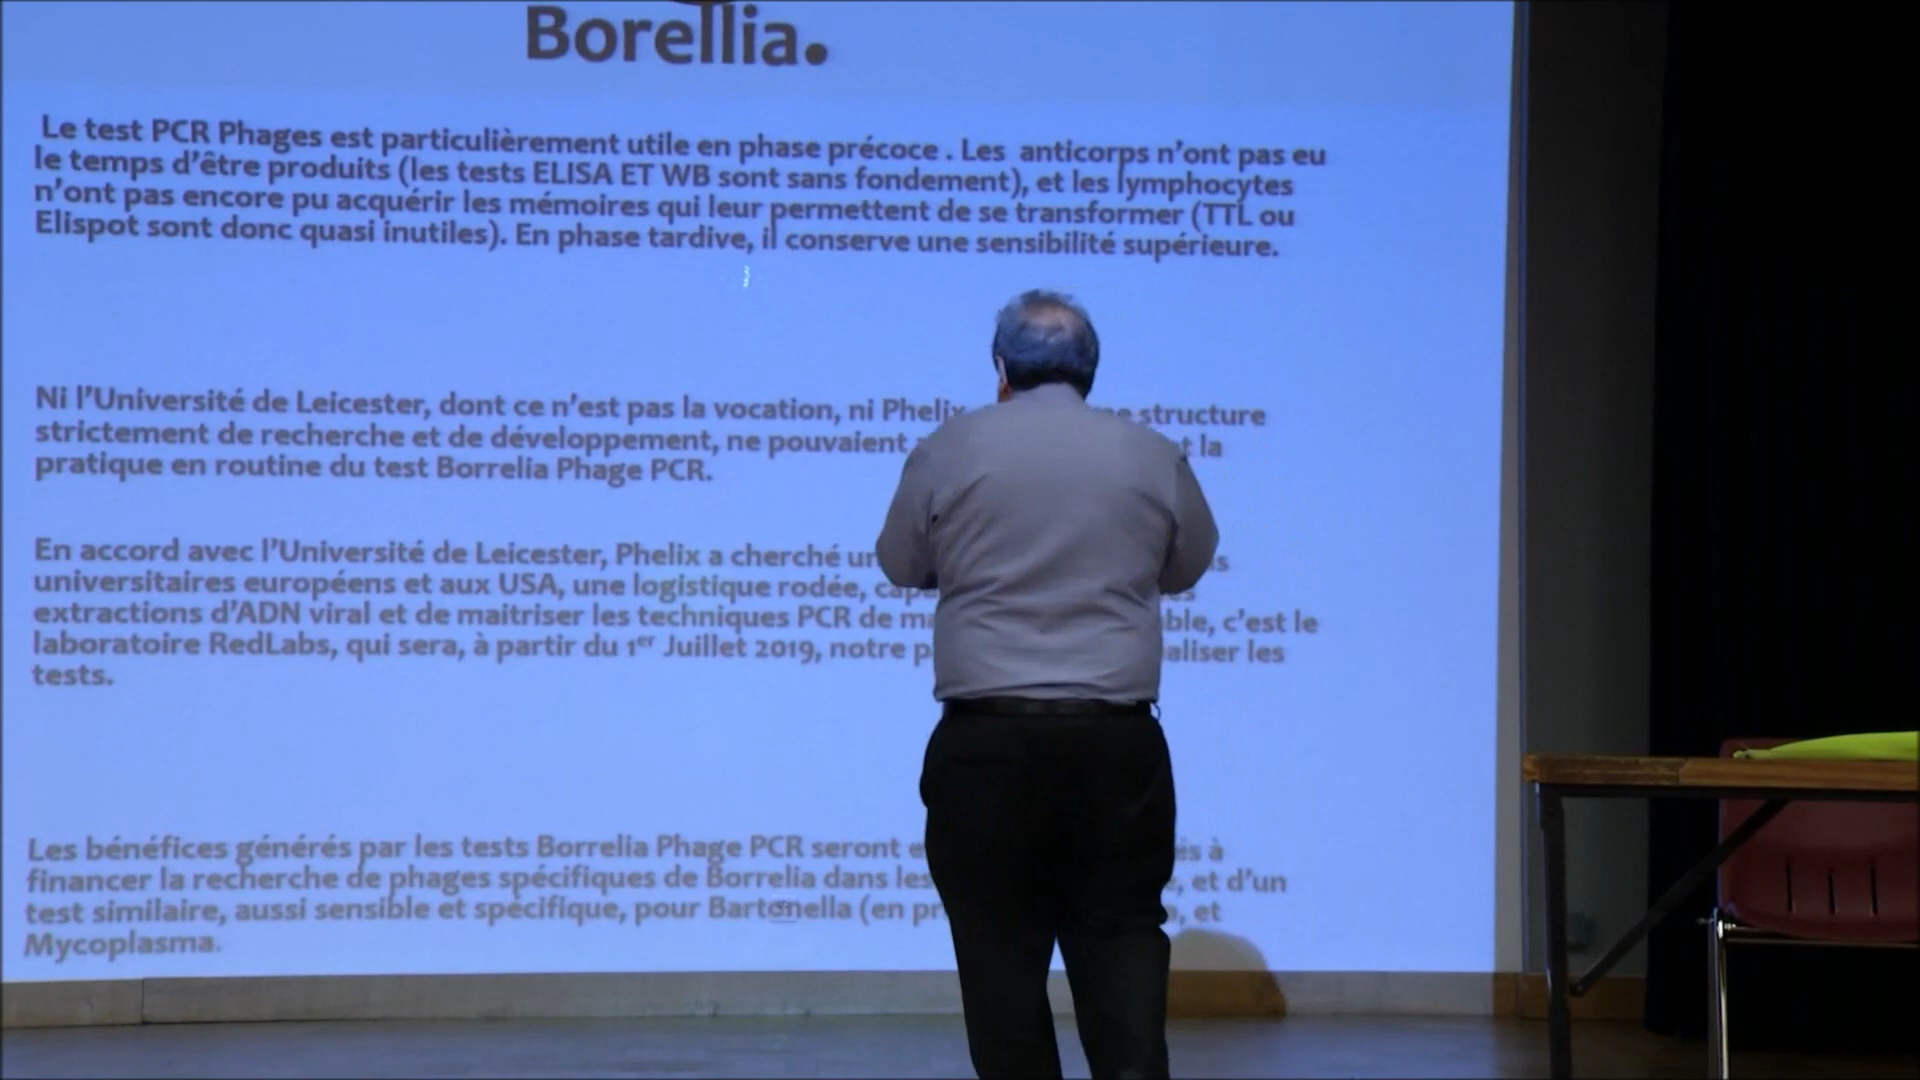 Borellia.
Le test PCR Phages est particulièrement utile en phase précoce . Les anticorps n'ont pas eu
le temps d'être produits (les tests ELISA ET WB sont sans fondement), et les lymphocytes
n'ont pas encore pu acquérir les mémoires qui leur permettent de se transformer (TTL ou
Elispot sont donc quasi inutiles). En phase tardive, il conserve une sensibilité supérieure.
Ni l'Université de Leicester, dont ce n'est pas la vocation, ni Phelix structure
strictement de recherche et de développement, ne pouvaient la
pratique en routine du test Borrelia Phage PCR.
En accord avec l'Université de Leicester, Phelix a cherché
universitaires européens et aux USA, une logistique rodée,
extractions d'ADN viral et de maitriser les techniques PCR de c'est le
laboratoire RedLabs, qui sera, à partir du 1er Juillet 2019, notre les
tests.
Les bénéfices générés par les tests Borrelia Phage PCR seront à
financer la recherche de phages spécifiques de Borrelia dans les et d'un
test similaire, aussi sensible et spécifique, pour Bartonella (en et
Mycoplasma.